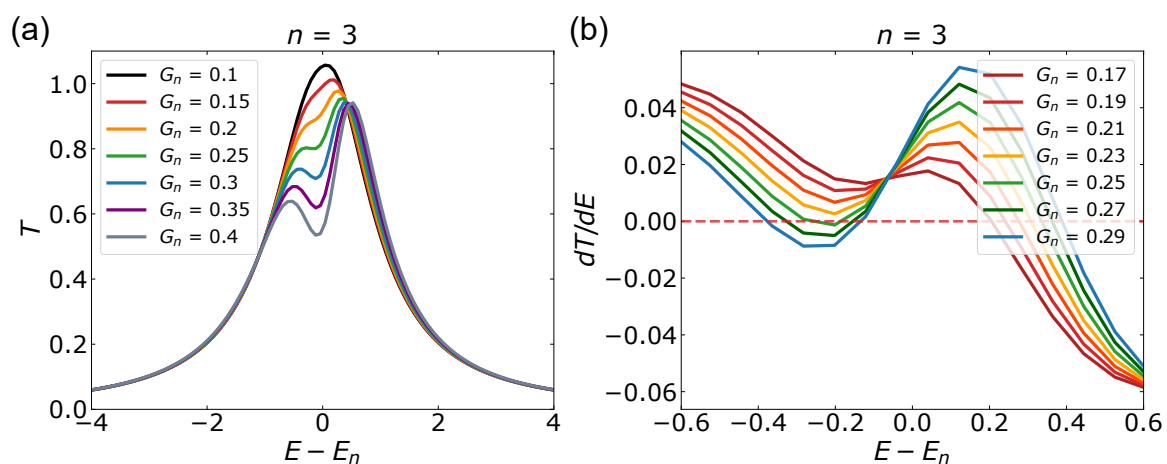 (a)
n = 3
T
1.0
0.8
0.6
0.4
0.2
0.0
G_n = 0.1
G_n = 0.15
G_n = 0.2
G_n = 0.25
G_n = 0.3
G_n = 0.35
G_n = 0.4
−4 −2 0 2 4
E − E_n
(b)
n = 3
dT/dE
0.04
0.02
0.00
−0.02
−0.04
−0.06
G_n = 0.17
G_n = 0.19
G_n = 0.21
G_n = 0.23
G_n = 0.25
G_n = 0.27
G_n = 0.29
−0.6 −0.4 −0.2 0.0 0.2 0.4 0.6
E − E_n